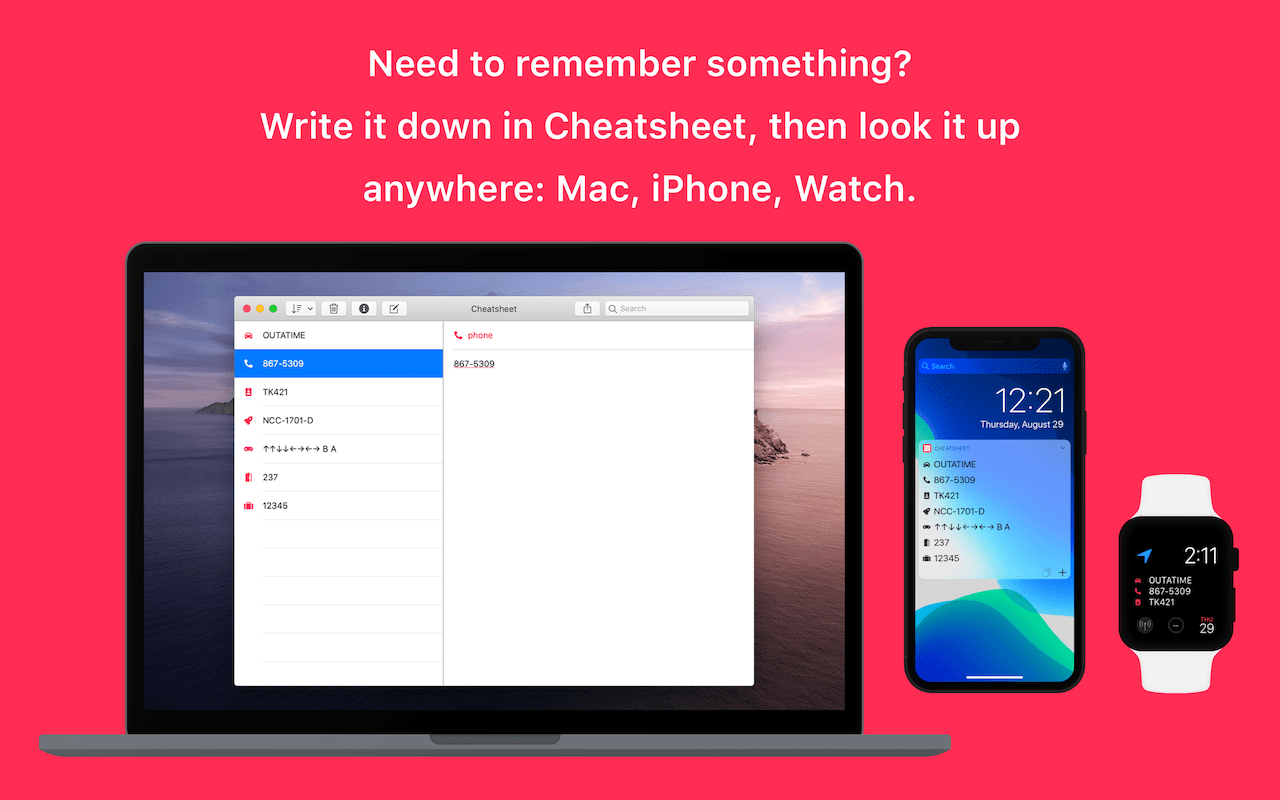 Need to remember something?
Write it down in Cheatsheet, then look it up
anywhere: Mac, iPhone, Watch.
Cheatsheet
Search
OUTATIME
867-5309
TK421
NCC-1701-D
↑↑↓↓←→←→ B A
237
12345
phone
867-5309
Search
12:21
Thursday, August 29
CHEATSHEET
OUTATIME
867-5309
TK421
NCC-1701-D
↑↑↓↓←→←→ B A
237
12345
2:11
OUTATIME
867-5309
TK421
--
THU
29